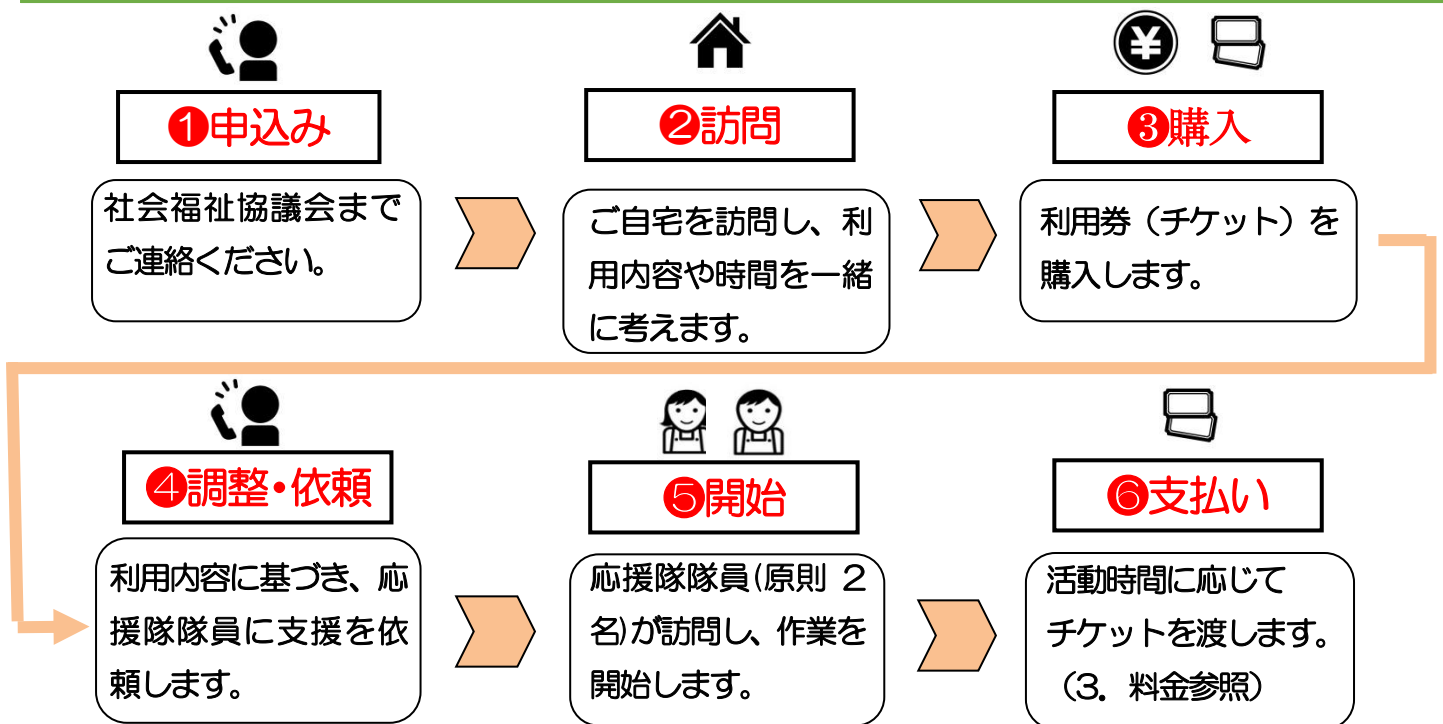 ❶申込み
社会福祉協議会まで
ご連絡ください。
❷訪問
ご自宅を訪問し、利
用内容や時間を一緒
に考えます。
¥
❸購入
利用券（チケット）を
購入します。
❹調整・依頼
利用内容に基づき、応
援隊隊員に支援を依
頼します。
❺開始
応援隊隊員(原則 2
名)が訪問し、作業を
開始します。
❻支払い
活動時間に応じて
チケットを渡します。
（3．料金参照）